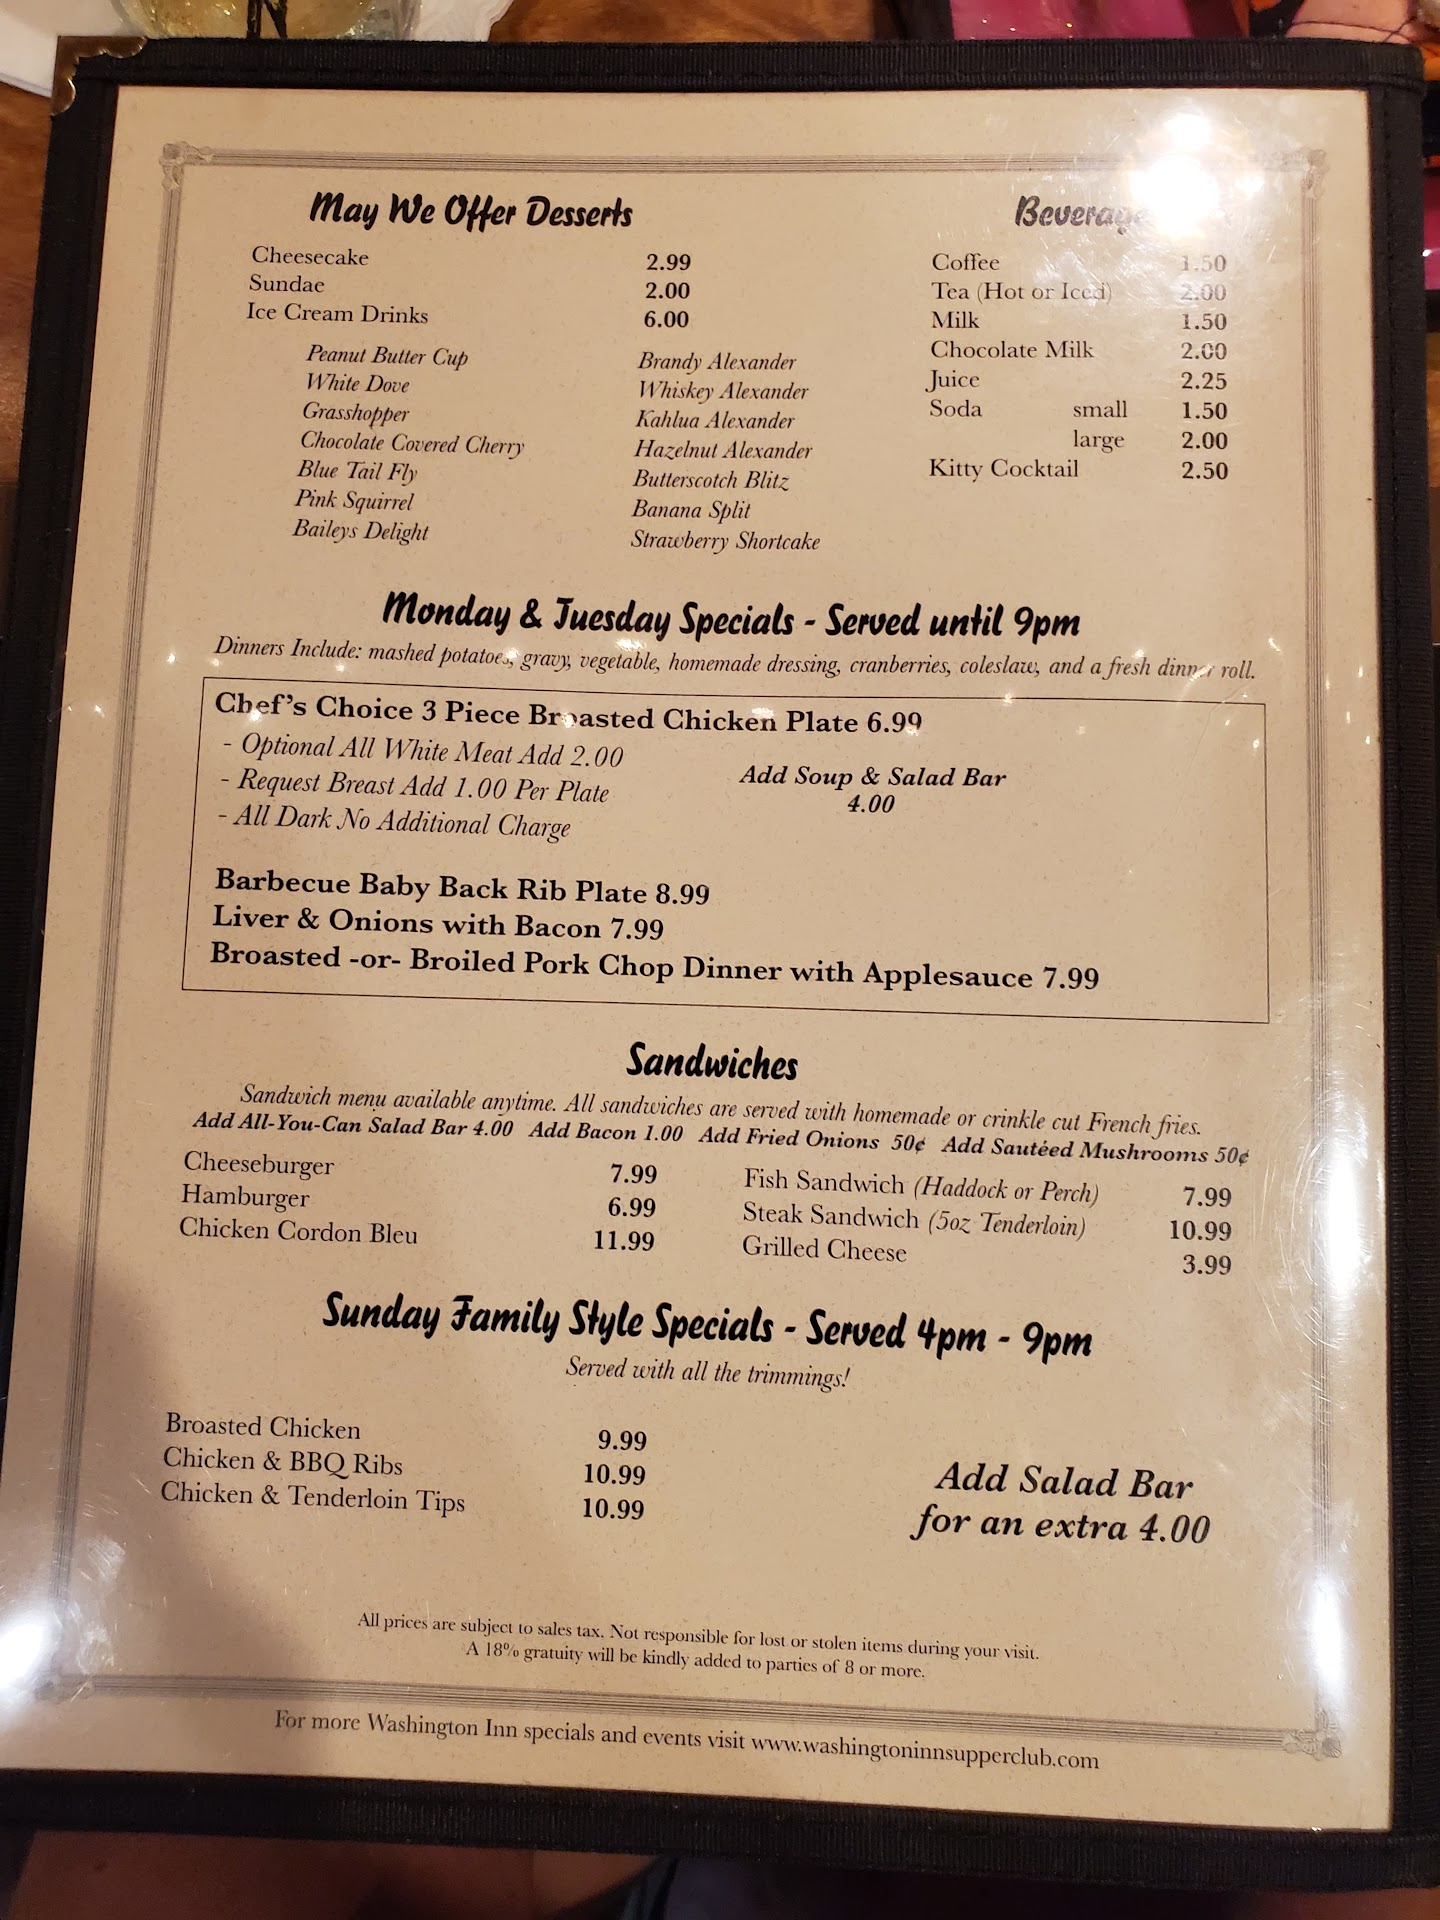 May We Offer Desserts
Cheesecake 2.99
Sundae 2.00
Ice Cream Drinks 6.00
Peanut Butter Cup
White Dove
Grasshopper
Chocolate Covered Cherry
Blue Tail Fly
Pink Squirrel
Baileys Delight
Brandy Alexander
Whiskey Alexander
Kahlua Alexander
Hazelnut Alexander
Butterscotch Blitz
Banana Split
Strawberry Shortcake
Coffee 1.50
Tea (Hot or Iced) 2.00
Milk 1.50
Chocolate Milk 2.00
Juice 2.25
Soda small 1.50
large 2.00
Kitty Cocktail 2.50
Monday & Tuesday Specials - Served until 9pm
Dinners Include: mashed potatoes, gravy, vegetable, homemade dressing, cranberries, coleslaw, and a fresh dinner roll.
Chef's Choice 3 Piece Broasted Chicken Plate 6.99
- Optional All White Meat Add 2.00
- Request Breast Add 1.00 Per Plate
- All Dark No Additional Charge
Add Soup & Salad Bar
4.00
Barbecue Baby Back Rib Plate 8.99
Liver & Onions with Bacon 7.99
Broasted -or- Broiled Pork Chop Dinner with Applesauce 7.99
Sandwiches
Sandwich menu available anytime. All sandwiches are served with homemade or crinkle cut French fries.
Add All-You-Can Salad Bar 4.00 Add Bacon 1.00 Add Fried Onions 50¢ Add Sautéed Mushrooms 50¢
Cheeseburger 7.99
Hamburger 6.99
Chicken Cordon Bleu 11.99
Fish Sandwich (Haddock or Perch) 7.99
Steak Sandwich (5oz Tenderloin) 10.99
Grilled Cheese 3.99
Sunday Family Style Specials - Served 4pm - 9pm
Served with all the trimmings!
Broasted Chicken 9.99
Chicken & BBQ Ribs 10.99
Chicken & Tenderloin Tips 10.99
Add Salad Bar
for an extra 4.00
All prices are subject to sales tax. Not responsible for lost or stolen items during your visit.
A 18% gratuity will be kindly added to parties of 8 or more.
For more Washington Inn specials and events visit www.washingtoninnsupperclub.com